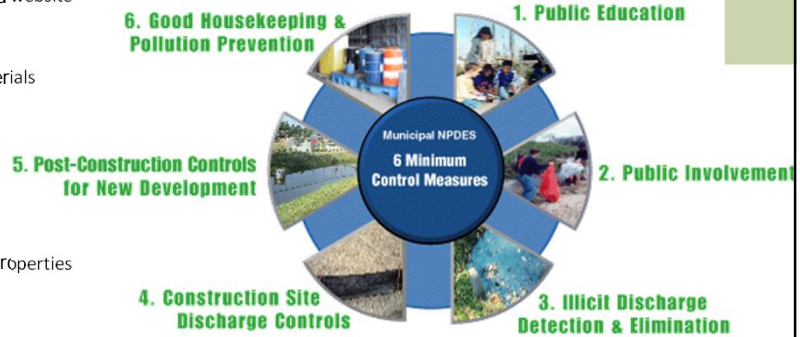 website
erials
roperties
6. Good Housekeeping &
Pollution Prevention
1. Public Education
5. Post-Construction Controls
for New Development
Municipal NPDES
6 Minimum
Control Measures
2. Public Involvement
4. Construction Site
Discharge Controls
3. Illicit Discharge
Detection & Elimination